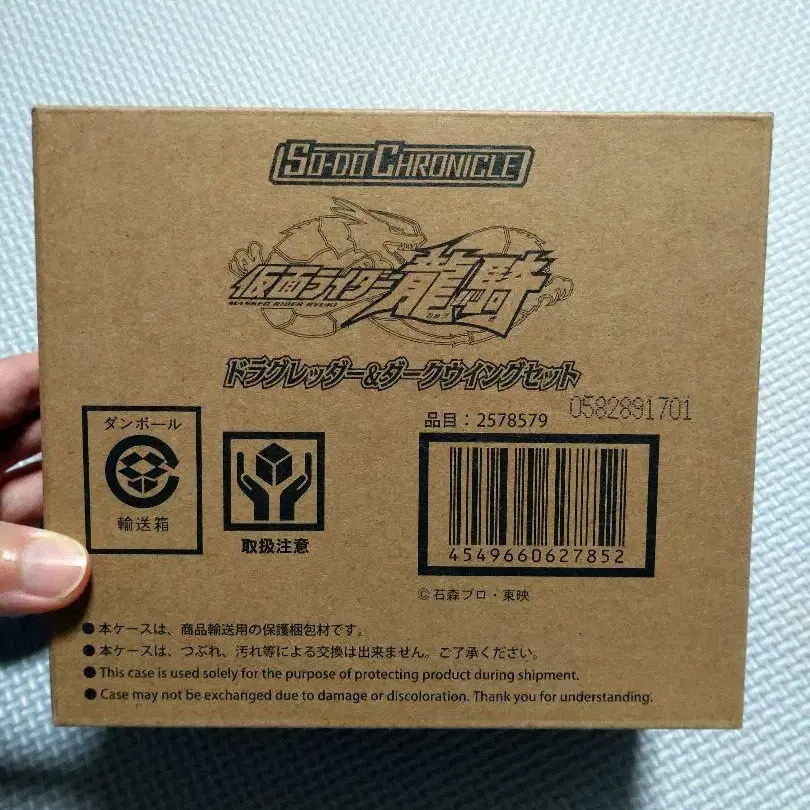 SO-DO CHRONICLE
仮面ライダー龍騎
MASKED RIDER RYUKI
りゅうき
ドラグレッダー&ダークウイングセット
品目：2578579
0582891701
ダンボール
輸送箱
取扱注意
4549660627852
©石森プロ・東映
●本ケースは、商品輸送用の保護梱包材です。
●本ケースは、つぶれ、汚れ等による交換は出来ません。ご了承ください。
●This case is used solely for the purpose of protecting product during shipment.
●Case may not be exchanged due to damage or discoloration. Thank you for understanding.